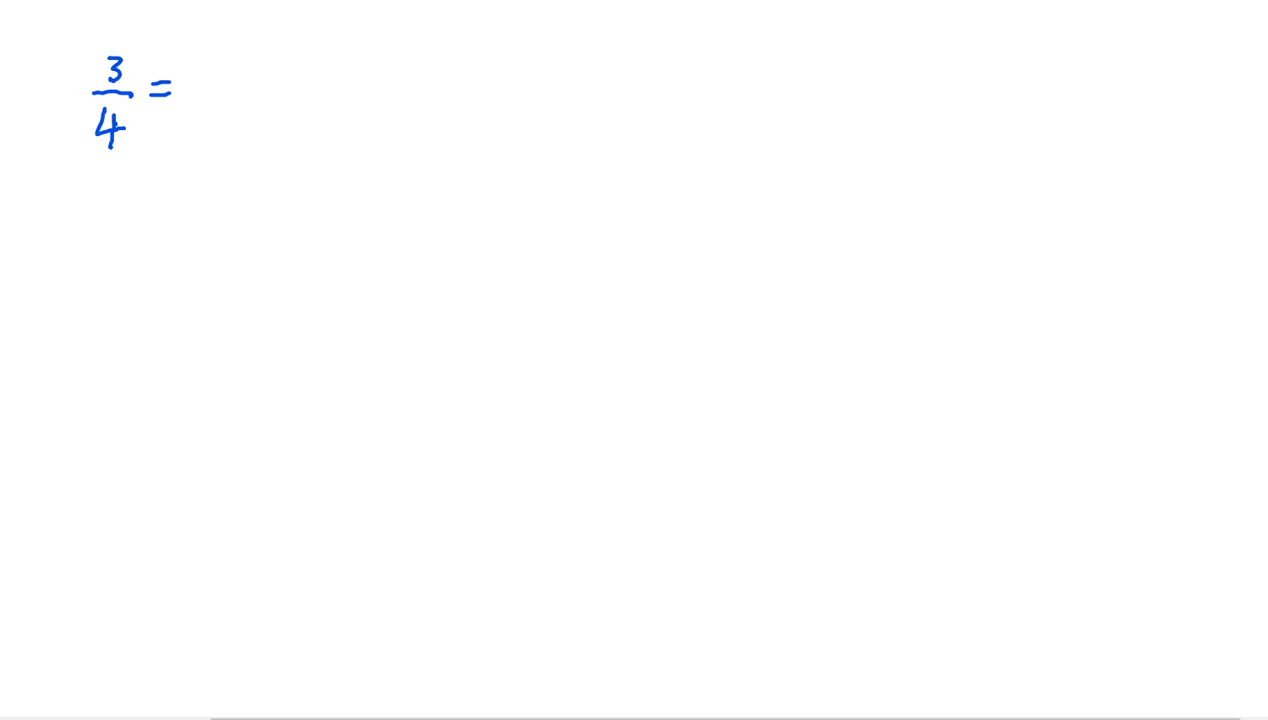 3/4 =